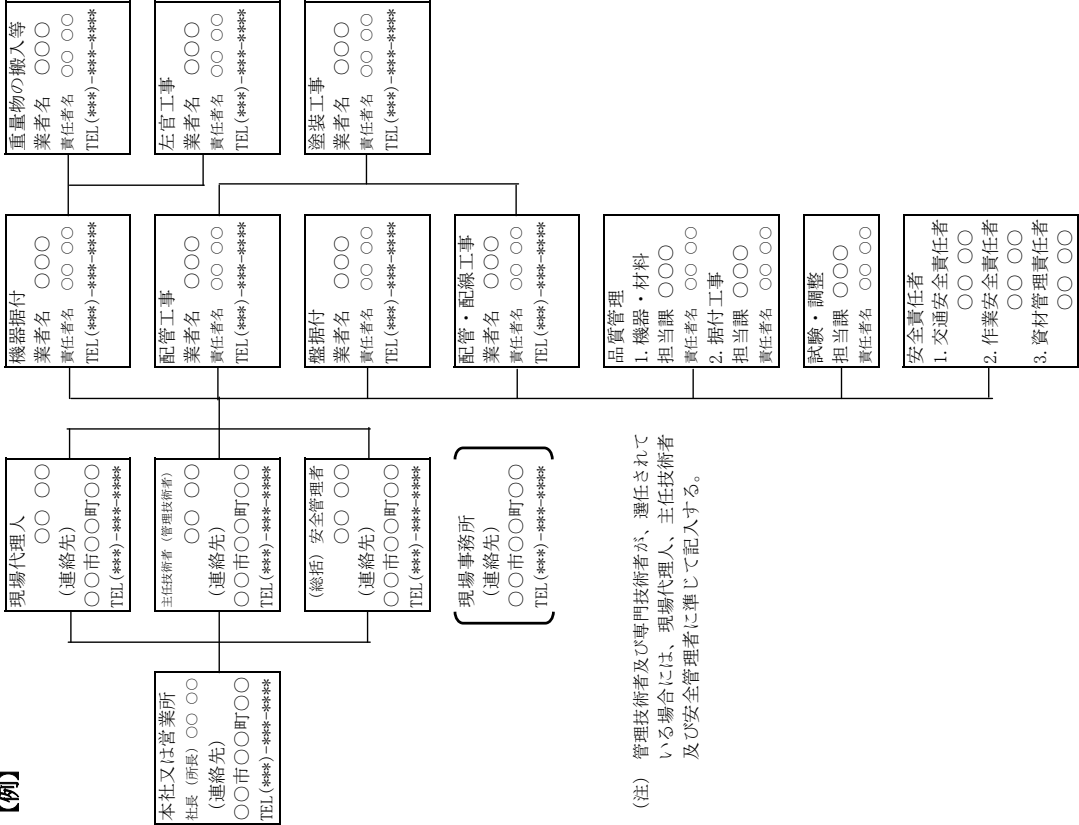 【例】
本社又は営業所
社長（所長）○○ ○○
（連絡先）
○○市○○町○○
TEL(***)-***-****
現場代理人
○○ ○○
（連絡先）
○○市○○町○○
TEL(***)-***-****
主任技術者（管理技術者）
○○ ○○
（連絡先）
○○市○○町○○
TEL(***)-***-****
（総括）安全管理者
○○ ○○
（連絡先）
○○市○○町○○
TEL(***)-***-****
現場事務所
（連絡先）
○○市○○町○○
TEL(***)-***-****
機器据付
業者名 ○○○
責任者名 ○○ ○○
TEL(***)-***-****
配管工事
業者名 ○○○
責任者名 ○○ ○○
TEL(***)-***-****
盤据付
業者名 ○○○
責任者名 ○○ ○○
TEL(***)-***-****
配管・配線工事
業者名 ○○○
責任者名 ○○ ○○
TEL(***)-***-****
品質管理
1. 機器・材料
担当課 ○○○
責任者名 ○○ ○○
2. 据付工事
担当課 ○○○
責任者名 ○○ ○○
試験・調整
担当課 ○○○
責任者名 ○○ ○○
安全責任者
1. 交通安全責任者
○○ ○○
2. 作業安全責任者
○○ ○○
3. 資材管理責任者
○○ ○○
重量物の搬入等
業者名 ○○○
責任者名 ○○ ○○
TEL(***)-***-****
左官工事
業者名 ○○○
責任者名 ○○ ○○
TEL(***)-***-****
塗装工事
業者名 ○○○
責任者名 ○○ ○○
TEL(***)-***-****
（注） 管理技術者及び専門技術者が、選任されて
いる場合には、現場代理人、主任技術者
及び安全管理者に準じて記入する。